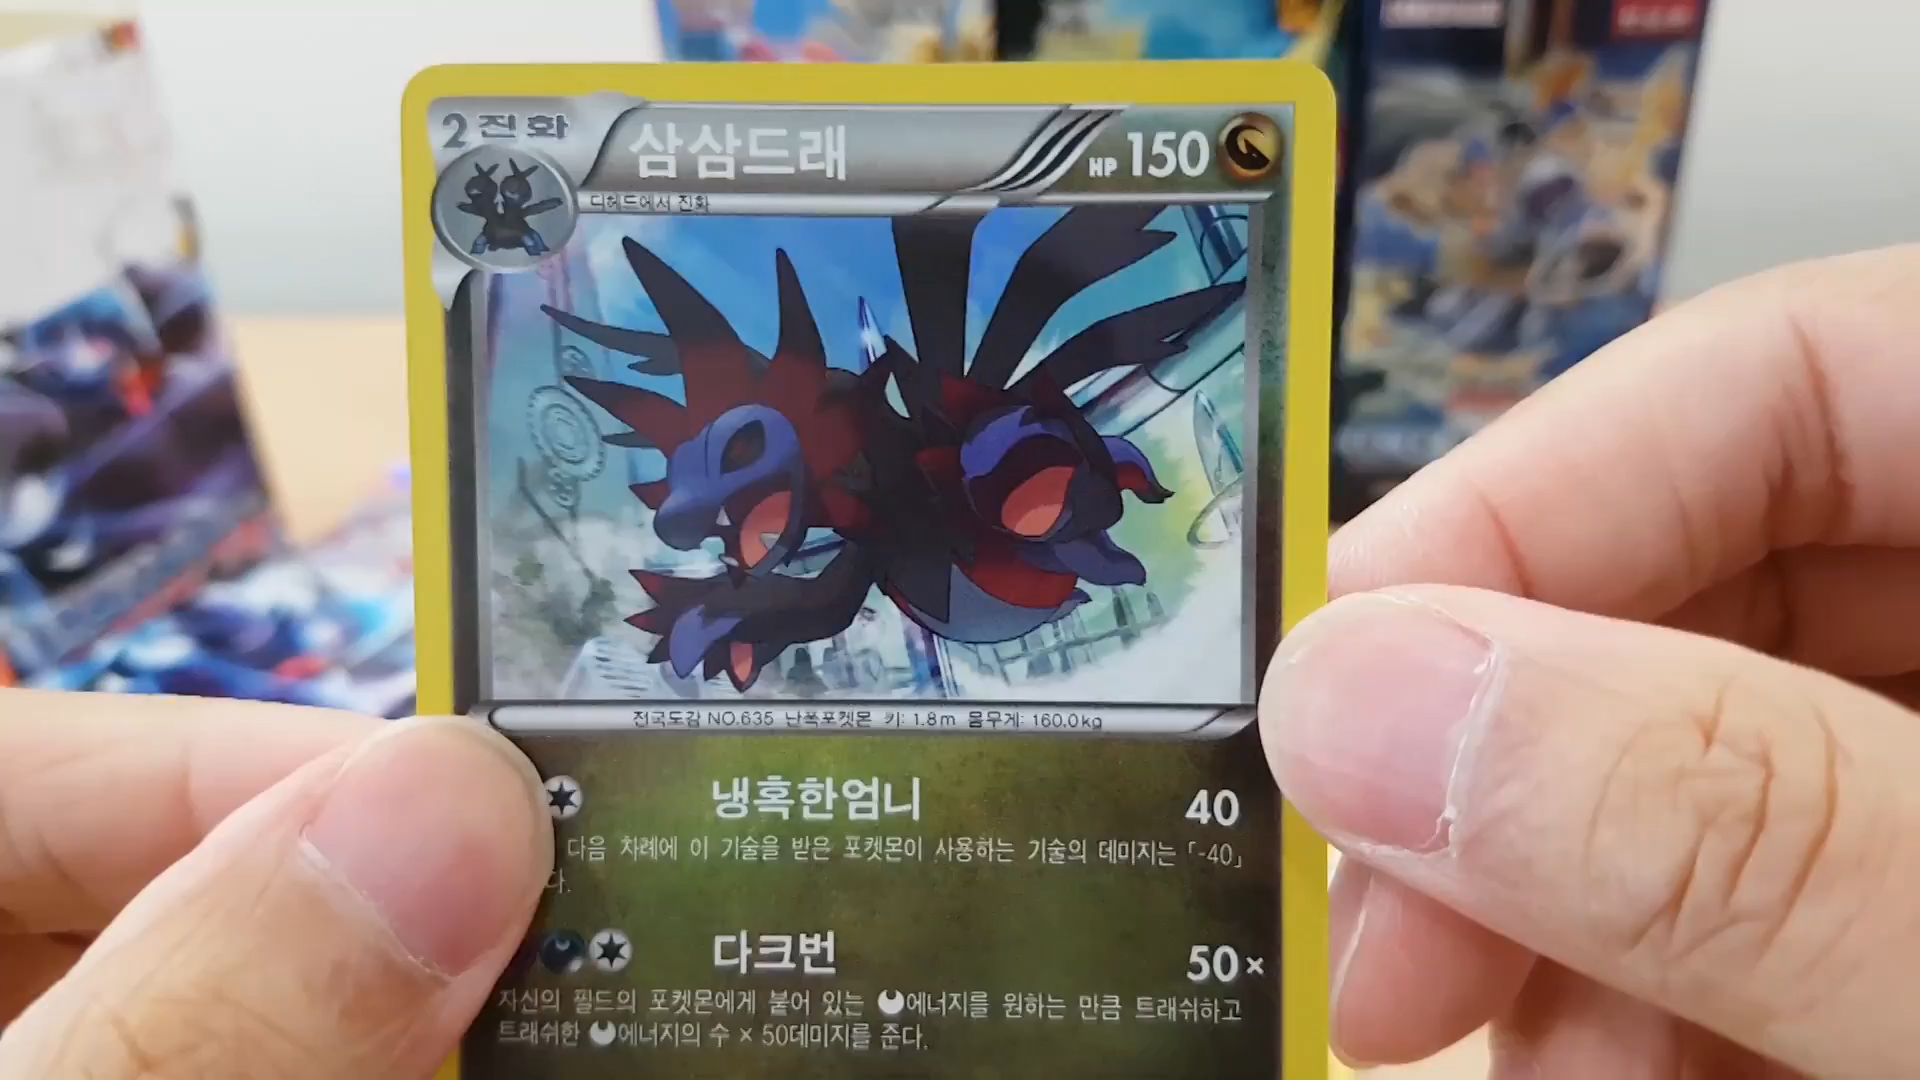 2진화
삼삼드래
HP 150
디헤드에서 진화
전국도감 NO.635 난폭포켓몬 키: 1.8m 몸무게: 160.0kg
냉혹한엄니 40
다음 차례에 이 기술을 받은 포켓몬이 사용하는 기술의 데미지는 「-40」
다.
다크번 50×
자신의 필드의 포켓몬에게 붙어 있는 에너지를 원하는 만큼 트래쉬하고
트래쉬한 에너지의 수 × 50데미지를 준다.